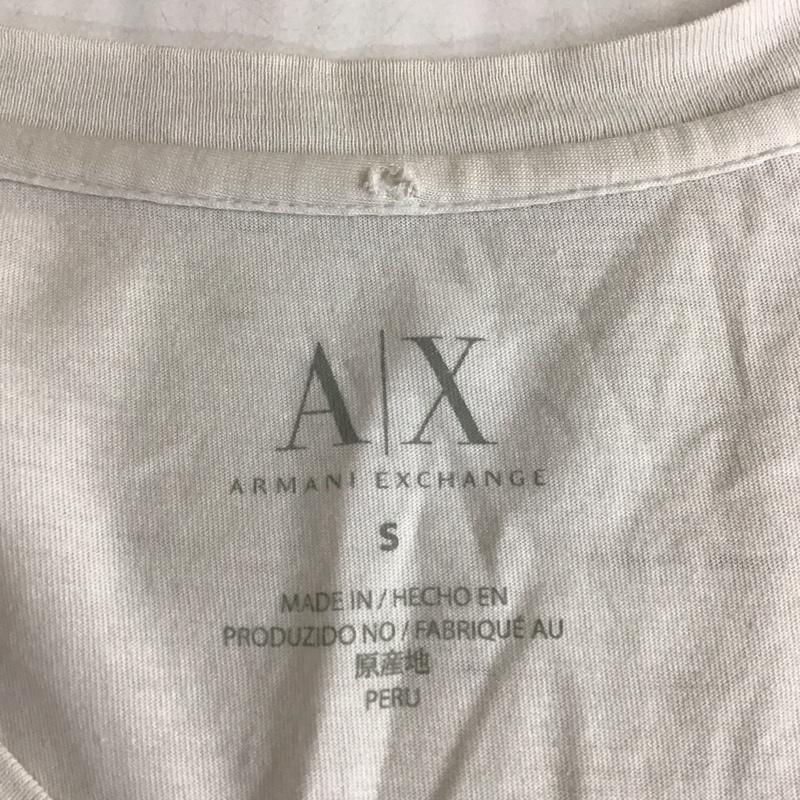 A|X
ARMANI EXCHANGE
S
MADE IN / HECHO EN
PRODUZIDO NO / FABRIQUÉ AU
原産地
PERU